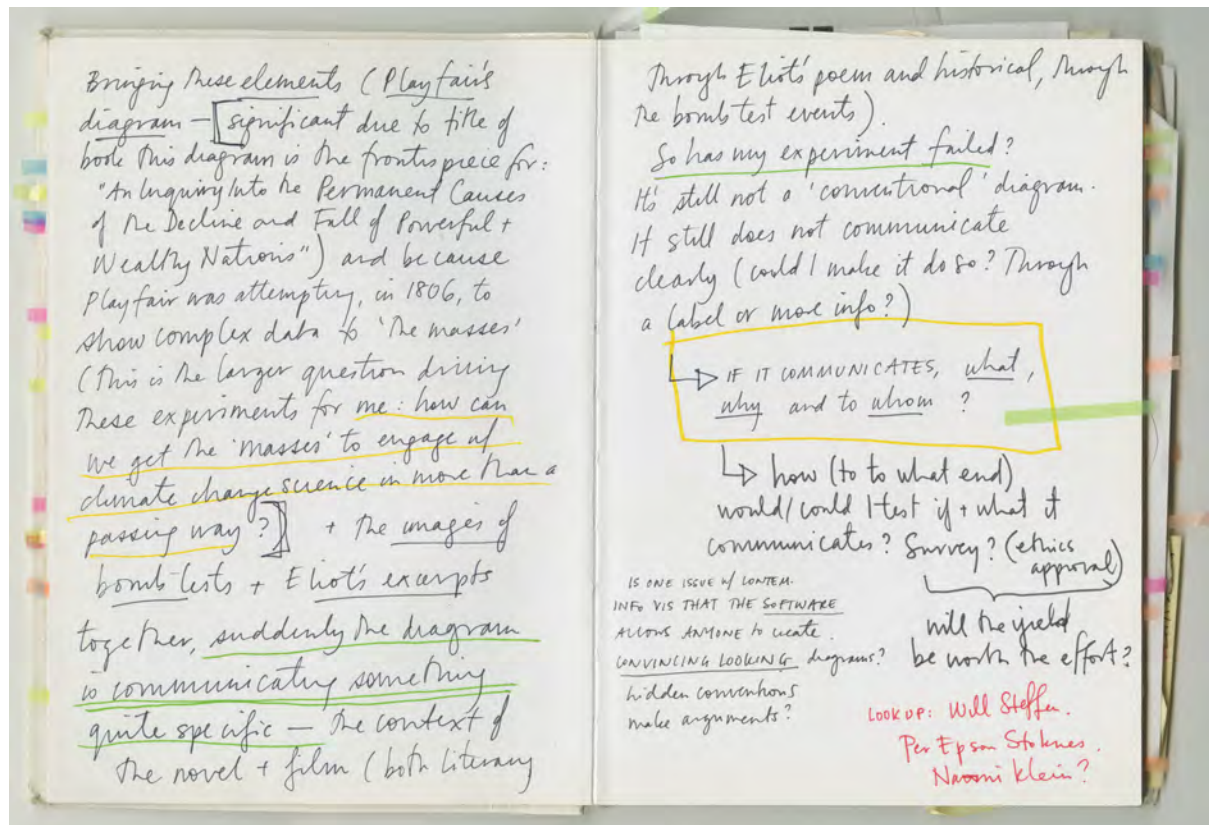 Bringing these elements (Playfair's
diagram — [significant due to title of
book this diagram is the frontispiece for:
"An Inquiry Into the Permanent Causes
of the Decline and Fall of Powerful +
Wealthy Nations") and because
Playfair was attempting, in 1806, to
show complex data to 'the masses'
(this is the larger question driving
these experiments for me: how can
we get the 'masses' to engage w/
climate change science in more than a
passing way?)] + the images of
bomb tests + Eliot's excerpts
together, suddenly the diagram
is communicating something
quite specific — the context of
the novel + film (both literary
through Eliot's poem and historical, through
the bomb test events).
So has my experiment failed?
It's still not a 'conventional' diagram.
It still does not communicate
clearly (could I make it do so? Through
a label or more info?)
IF IT COMMUNICATES, what,
why and to whom ?
how (to to what end)
would/could I test if + what it
communicates? Survey? (ethics
approval)
will the yield
be worth the effort?
IS ONE ISSUE w/ CONTEM.
INFO VIS THAT THE SOFTWARE
ALLOWS ANYONE to create
CONVINCING LOOKING diagrams?
hidden conventions
make arguments?
LOOK UP: Will Steffen.
Per Epson Stoknes.
Naomi Klein?